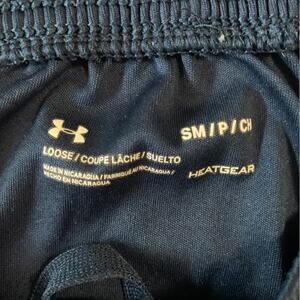 SM/P/CH
LOOSE/COUPE LÂCHE/SUELTO
MADE IN NICARAGUA/FABRIQUÉ AU NICARAGUA/
HECHO EN NICARAGUA
HEATGEAR